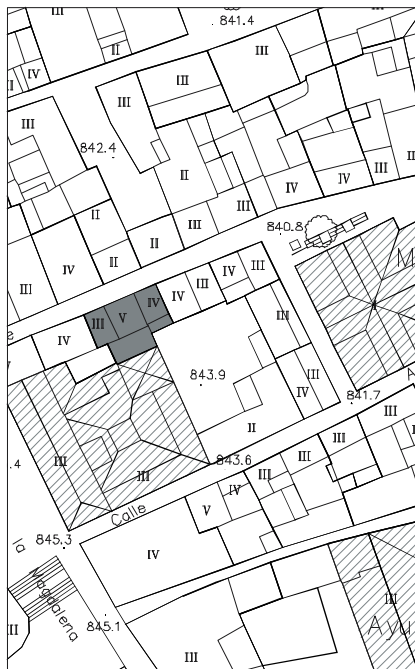 III
841.4
II
III
III
IV
II
III
III
842.4
II
II
IV
IV
III
II
III
III
840.8
II
II
IV
III
IV
III
IV
III
M
III
V
IV
IV
III
843.9
III
IV
841.7
A
III
II
III
843.6
III
.4
III
III
IV
III
V
Calle
845.3
IV
la Magdalena
III
845.1
III
III
Ayu